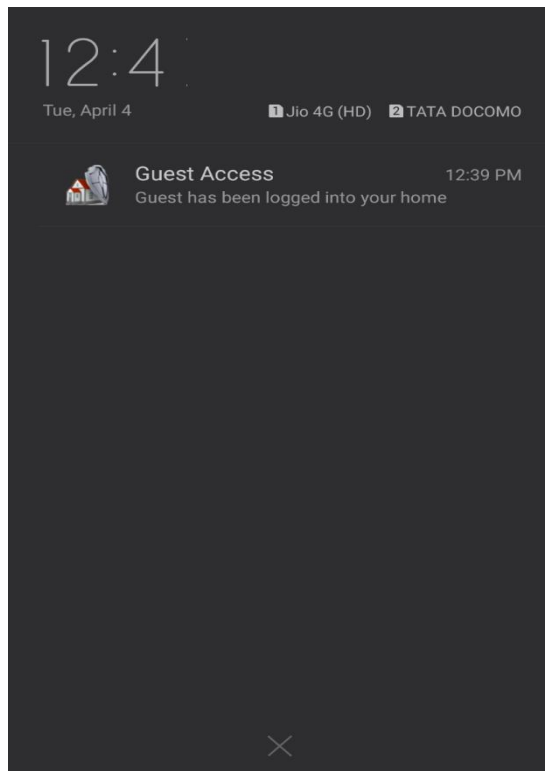 12:4
Tue, April 4
1 Jio 4G (HD) 2 TATA DOCOMO
Guest Access 12:39 PM
Guest has been logged into your home